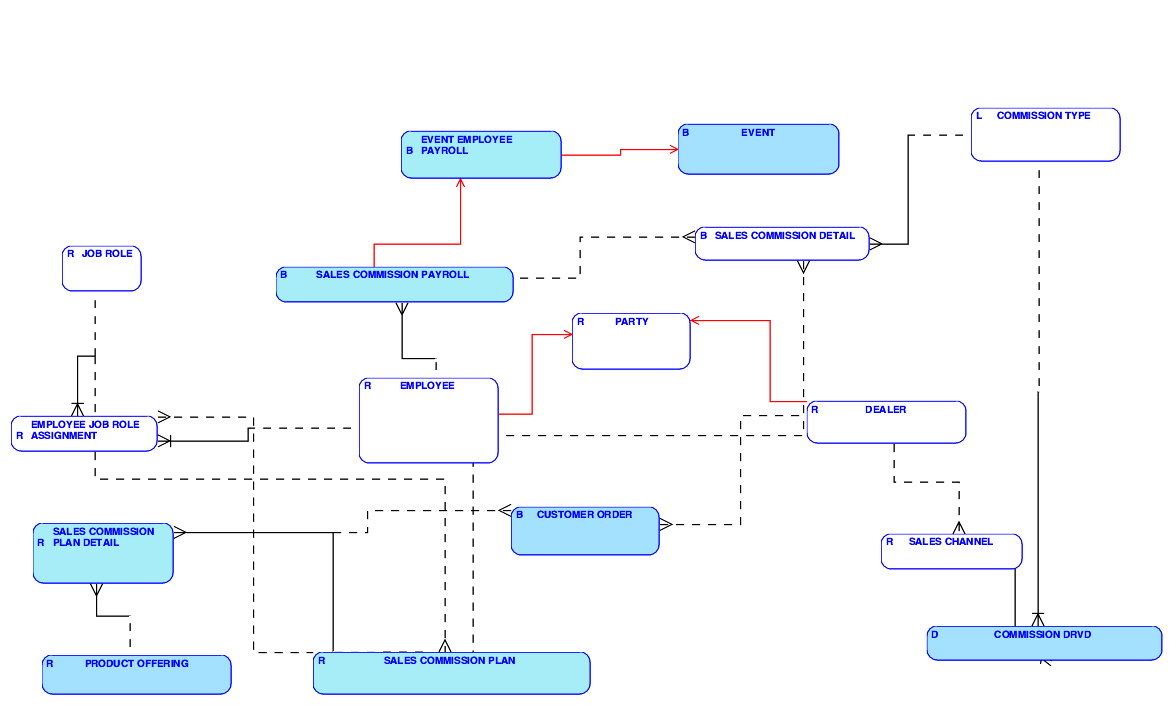 L COMMISSION TYPE
B EVENT
EVENT EMPLOYEE
B PAYROLL
B SALES COMMISSION DETAIL
R JOB ROLE
B SALES COMMISSION PAYROLL
R PARTY
R EMPLOYEE
R DEALER
EMPLOYEE JOB ROLE
R ASSIGNMENT
B CUSTOMER ORDER
SALES COMMISSION
R PLAN DETAIL
R SALES CHANNEL
D COMMISSION DRVD
R PRODUCT OFFERING
R SALES COMMISSION PLAN